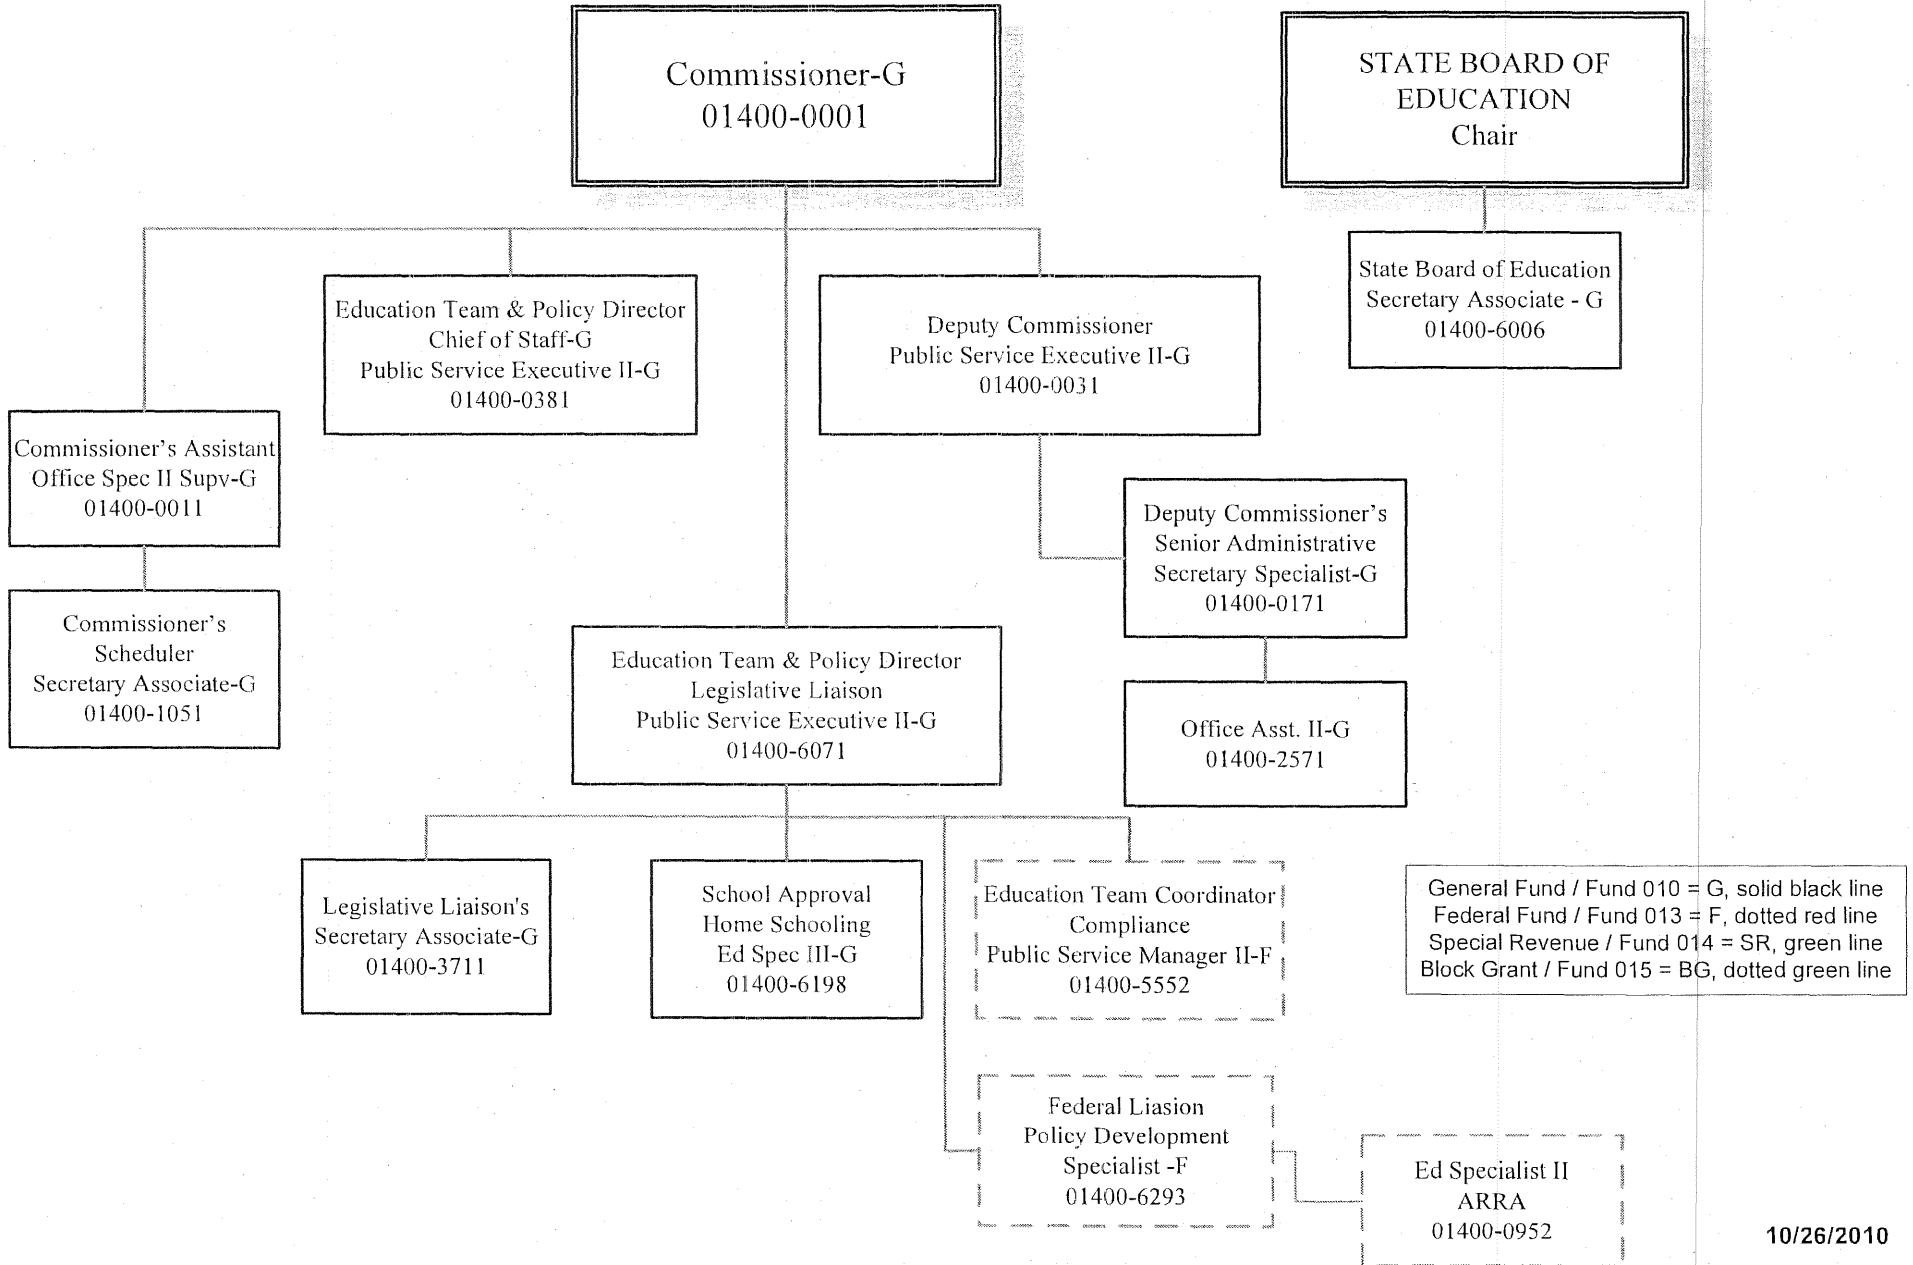 Commissioner-G
01400-0001
STATE BOARD OF
EDUCATION
Chair
State Board of Education
Secretary Associate - G
01400-6006
Education Team & Policy Director
Chief of Staff-G
Public Service Executive II-G
01400-0381
Deputy Commissioner
Public Service Executive II-G
01400-0031
Commissioner's Assistant
Office Spec II Supv-G
01400-0011
Deputy Commissioner's
Senior Administrative
Secretary Specialist-G
01400-0171
Commissioner's
Scheduler
Secretary Associate-G
01400-1051
Education Team & Policy Director
Legislative Liaison
Public Service Executive II-G
01400-6071
Office Asst. II-G
01400-2571
Legislative Liaison's
Secretary Associate-G
01400-3711
School Approval
Home Schooling
Ed Spec III-G
01400-6198
Education Team Coordinator
Compliance
Public Service Manager II-F
01400-5552
General Fund / Fund 010 = G, solid black line
Federal Fund / Fund 013 = F, dotted red line
Special Revenue / Fund 014 = SR, green line
Block Grant / Fund 015 = BG, dotted green line
Federal Liasion
Policy Development
Specialist -F
01400-6293
Ed Specialist II
ARRA
01400-0952
10/26/2010